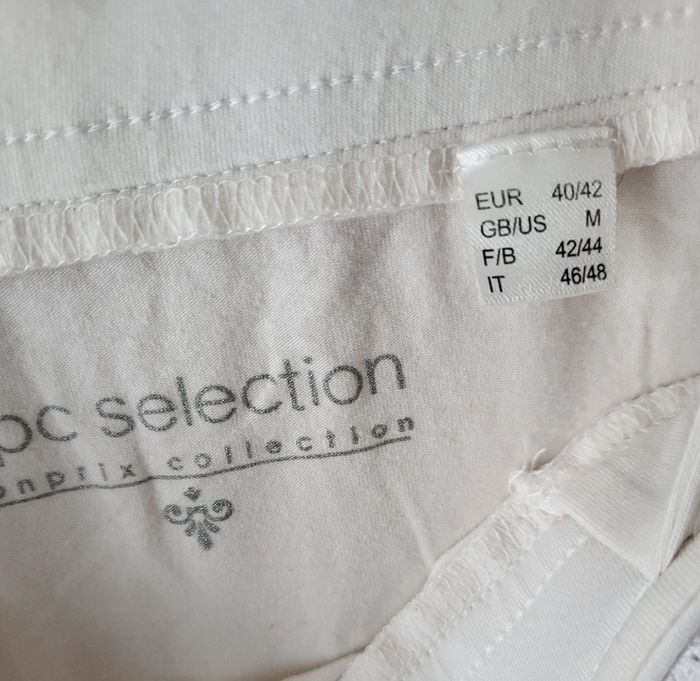 EUR 40/42
GB/US M
F/B 42/44
IT 46/48
pc selection
onprix collection